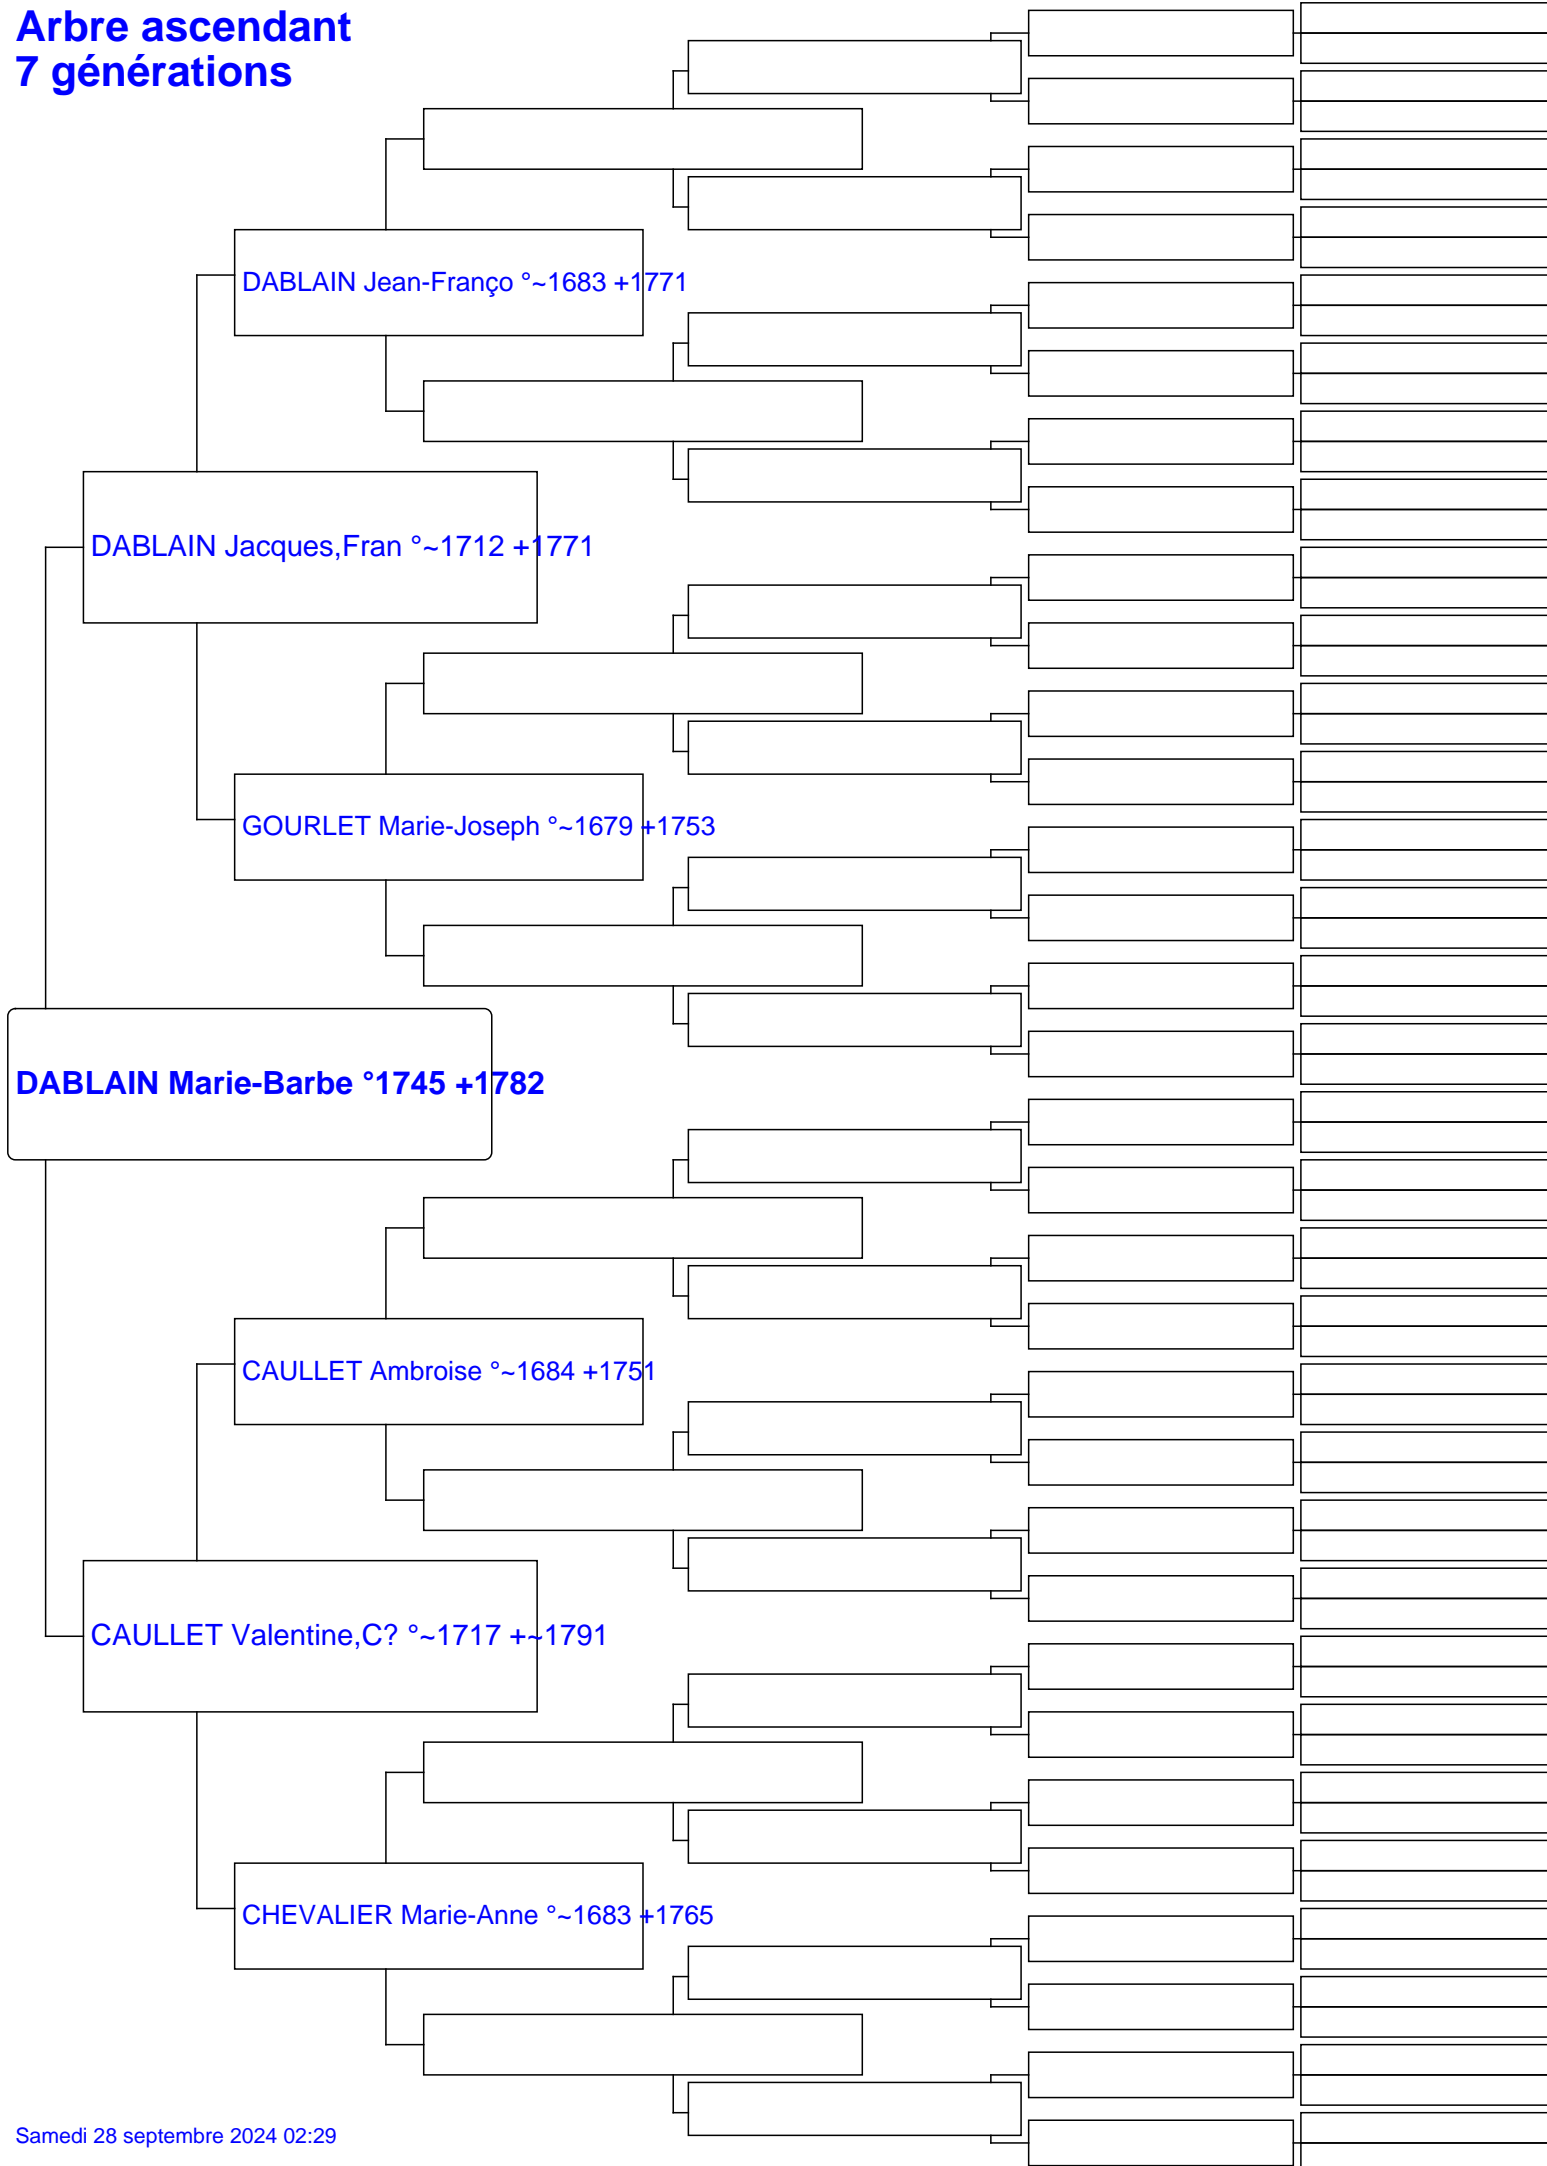 Arbre ascendant
7 générations
DABLAIN Jean-Franço °~1683 +1771
DABLAIN Jacques,Fran °~1712 +1771
GOURLET Marie-Joseph °~1679 +1753
DABLAIN Marie-Barbe °1745 +1782
CAULLET Ambroise °~1684 +1751
CAULLET Valentine,C? °~1717 +~1791
CHEVALIER Marie-Anne °~1683 +1765
Samedi 28 septembre 2024 02:29